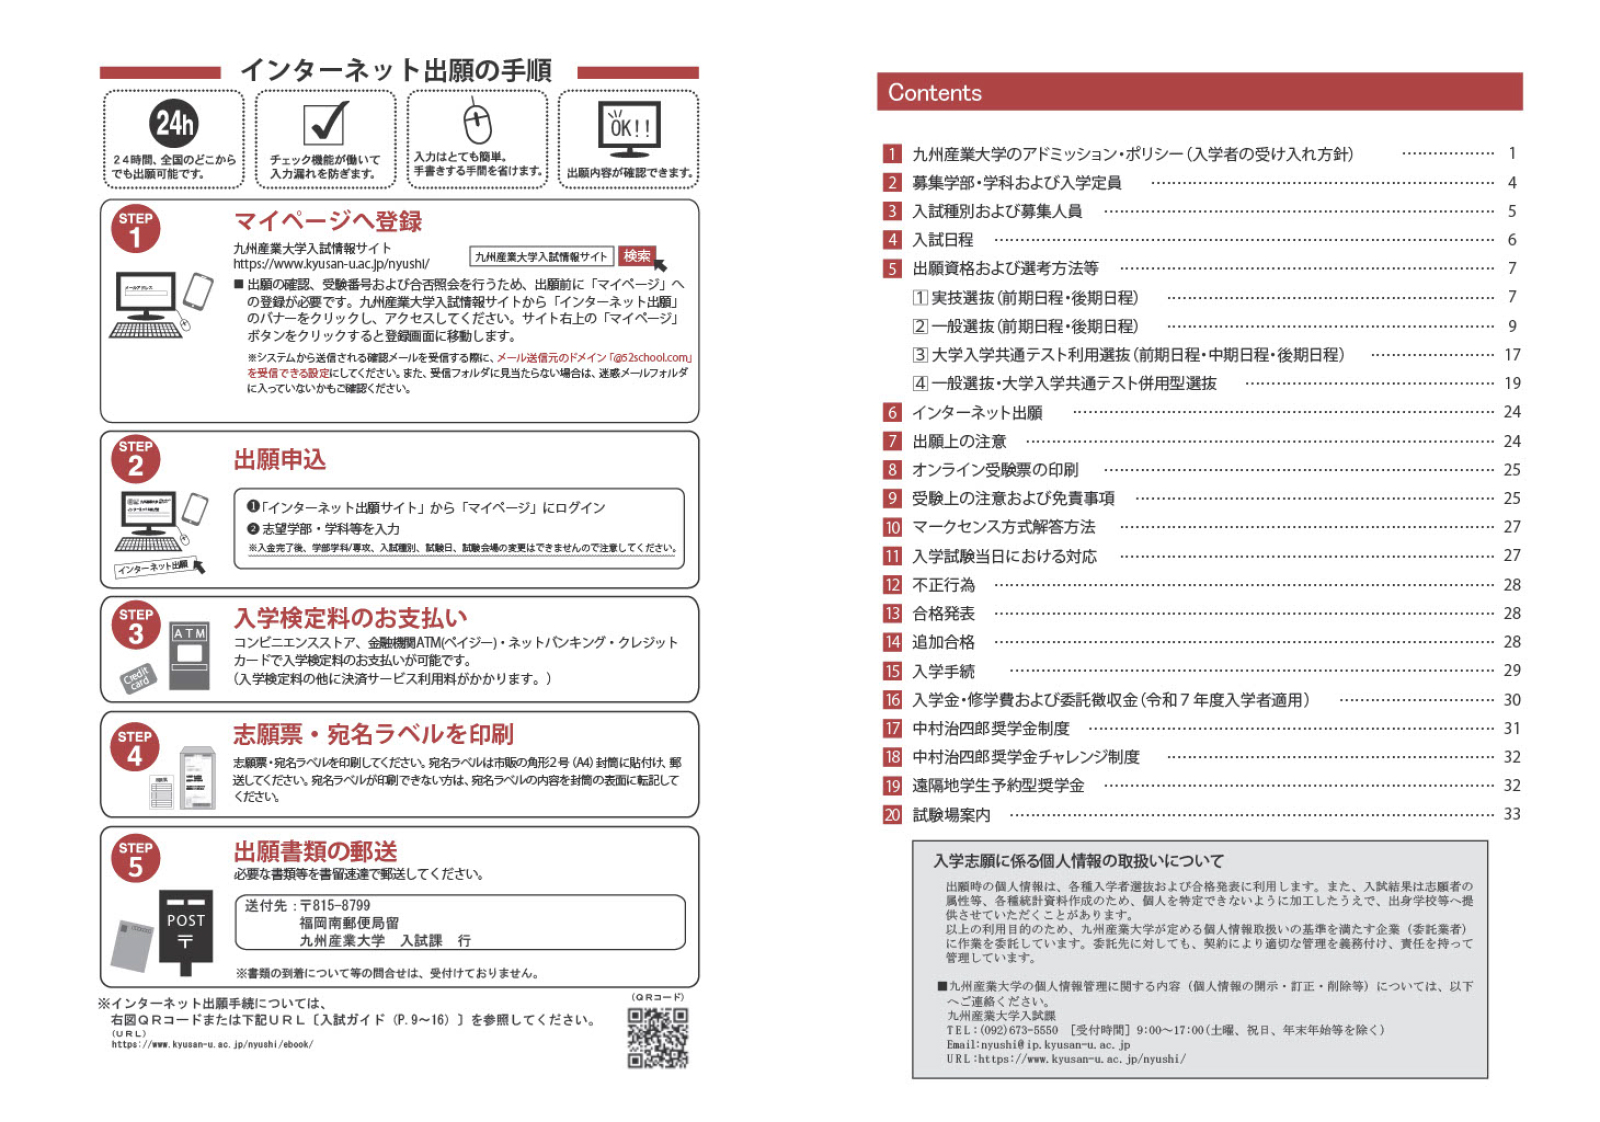 インターネット出願の手順
24h
24時間、全国のどこから
でも出願可能です。
チェック機能が働いて
入力漏れを防ぎます。
入力はとても簡単。
手書きする手間を省けます。
OK!!
出願内容が確認できます。
STEP
1
マイページへ登録
九州産業大学入試情報サイト
https://www.kyusan-u.ac.jp/nyushi/
九州産業大学入試情報サイト 検索
メールアドレス
■出願の確認、受験番号および合否照会を行うため、出願前に「マイページ」へ
の登録が必要です。九州産業大学入試情報サイトから「インターネット出願」
のバナーをクリックし、アクセスしてください。サイト右上の「マイページ」
ボタンをクリックすると登録画面に移動します。
※システムから送信される確認メールを受信する際に、メール送信元のドメイン「@52school.com」
を受信できる設定にしてください。また、受信フォルダに見当たらない場合は、迷惑メールフォルダ
に入っていないかもご確認ください。
STEP
2
出願申込
❶「インターネット出願サイト」から「マイページ」にログイン
❷ 志望学部・学科等を入力
※入金完了後、学部学科/専攻、入試種別、試験日、試験会場の変更はできませんので注意してください。
インターネット出願
STEP
3
入学検定料のお支払い
ATM
Credit
card
コンビニエンスストア、金融機関ATM(ペイジー)・ネットバンキング・クレジット
カードで入学検定料のお支払いが可能です。
(入学検定料の他に決済サービス利用料がかかります。)
STEP
4
志願票・宛名ラベルを印刷
志願票・宛名ラベルを印刷してください。宛名ラベルは市販の角形2号(A4)封筒に貼付け、郵
送してください。宛名ラベルが印刷できない方は、宛名ラベルの内容を封筒の表面に転記して
ください。
STEP
5
出願書類の郵送
必要な書類等を書留速達で郵送してください。
POST
〒
送付先：〒815-8799
福岡南郵便局留
九州産業大学 入試課 行
※書類の到着について等の問合せは、受付けておりません。
※インターネット出願手続については、
右図QRコードまたは下記URL〔入試ガイド（P.9～16）〕を参照してください。
(URL)
https://www.kyusan-u.ac.jp/nyushi/ebook/
(QRコード)
Contents
1 九州産業大学のアドミッション・ポリシー(入学者の受け入れ方針) ……………… 1
2 募集学部・学科および入学定員 ……………… 4
3 入試種別および募集人員 ……………… 5
4 入試日程 ……………… 6
5 出願資格および選考方法等 ……………… 7
1 実技選抜(前期日程・後期日程) ……………… 7
2 一般選抜(前期日程・後期日程) ……………… 9
3 大学入学共通テスト利用選抜(前期日程・中期日程・後期日程) ……………… 17
4 一般選抜・大学入学共通テスト併用型選抜 ……………… 19
6 インターネット出願 ……………… 24
7 出願上の注意 ……………… 24
8 オンライン受験票の印刷 ……………… 25
9 受験上の注意および免責事項 ……………… 25
10 マークセンス方式解答方法 ……………… 27
11 入学試験当日における対応 ……………… 27
12 不正行為 ……………… 28
13 合格発表 ……………… 28
14 追加合格 ……………… 28
15 入学手続 ……………… 29
16 入学金・修学費および委託徴収金(令和7年度入学者適用) ……………… 30
17 中村治四郎奨学金制度 ……………… 31
18 中村治四郎奨学金チャレンジ制度 ……………… 32
19 遠隔地学生予約型奨学金 ……………… 32
20 試験場案内 ……………… 33
入学志願に係る個人情報の取扱いについて
出願時の個人情報は、各種入学者選抜および合格発表に利用します。また、入試結果は志願者の
属性等、各種統計資料作成のため、個人を特定できないように加工したうえで、出身学校等へ提
供させていただくことがあります。
以上の利用目的のため、九州産業大学が定める個人情報取扱いの基準を満たす企業（委託業者）
に作業を委託しています。委託先に対しても、契約により適切な管理を義務付け、責任を持って
管理しています。
■九州産業大学の個人情報管理に関する内容（個人情報の開示・訂正・削除等）については、以下
へご連絡ください。
九州産業大学入試課
TEL：(092)673-5550 ［受付時間］9:00～17:00(土曜、祝日、年末年始等を除く)
Email:nyushi@ip.kyusan-u.ac.jp
URL:https://www.kyusan-u.ac.jp/nyushi/